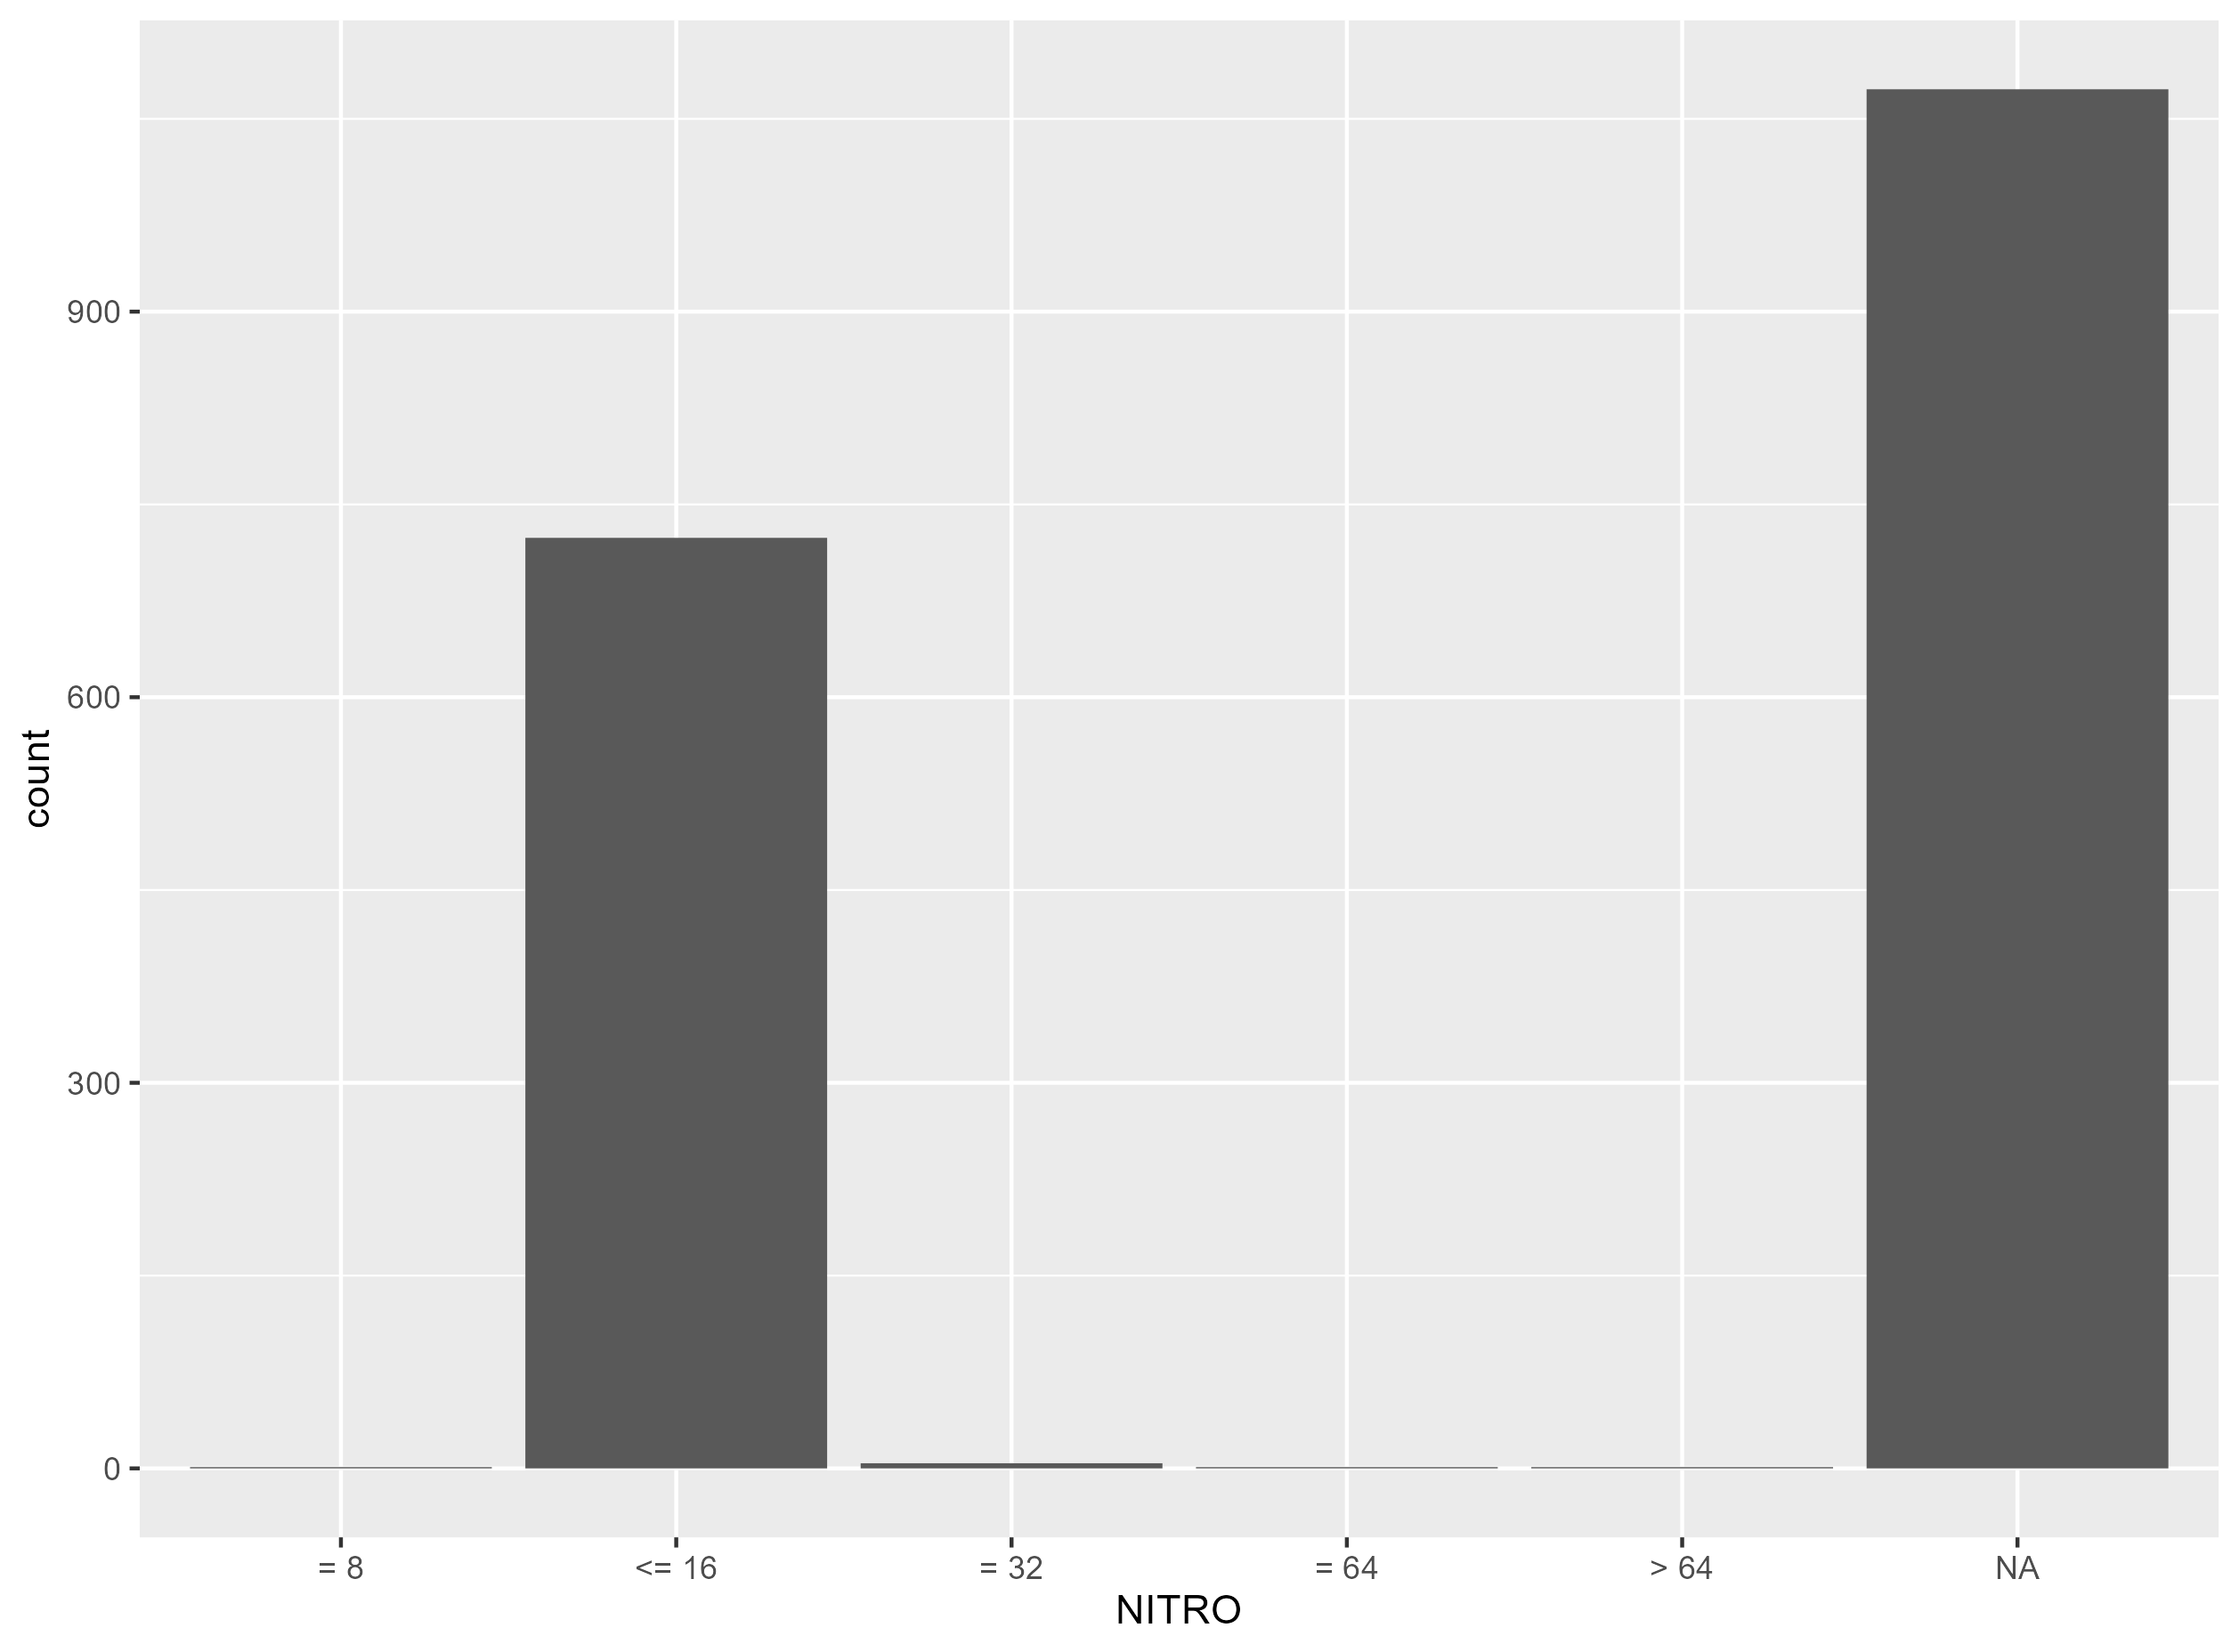 count
900
600
300
0
= 8 <= 16 = 32 = 64 > 64 NA
NITRO